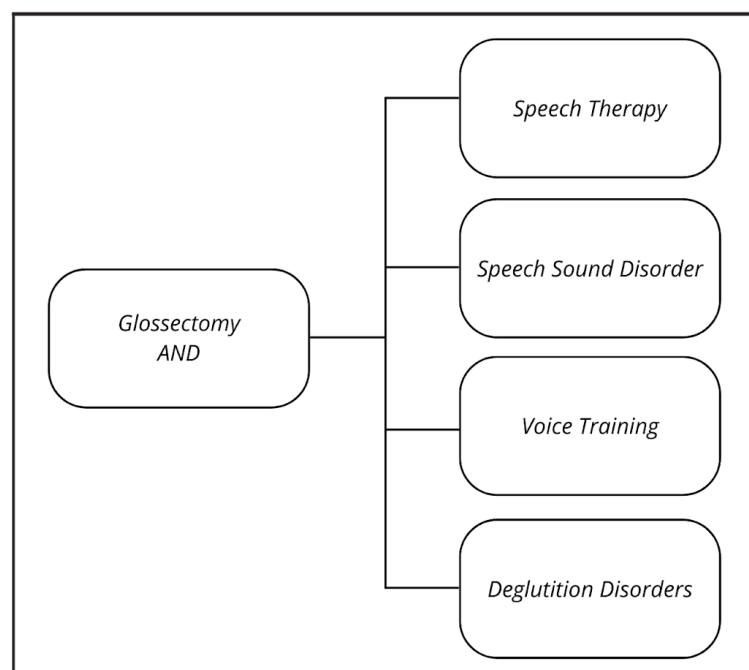 Glossectomy
AND
Speech Therapy
Speech Sound Disorder
Voice Training
Deglutition Disorders